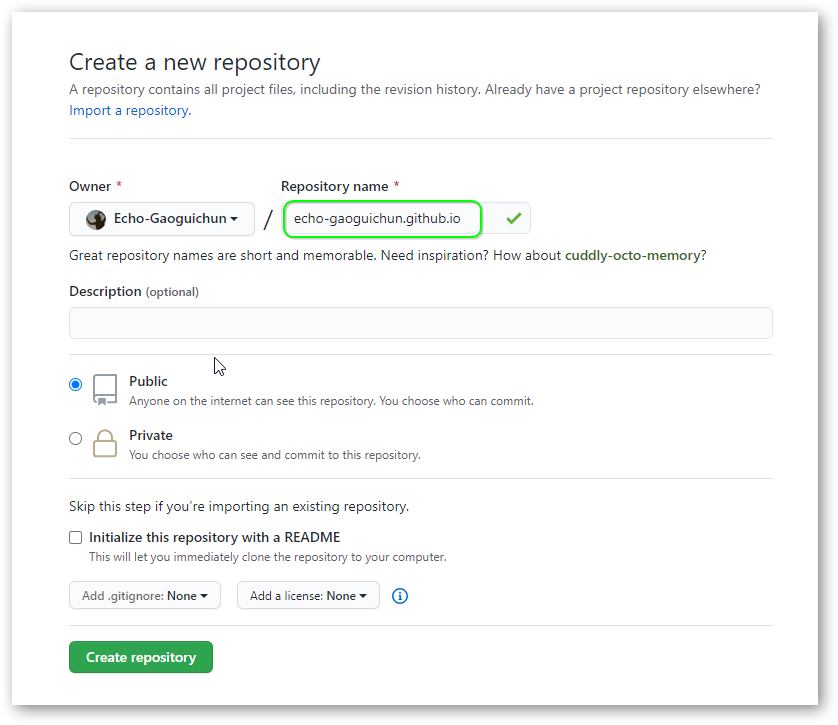 Create a new repository
A repository contains all project files, including the revision history. Already have a project repository elsewhere?
Import a repository.
Owner * Repository name *
Echo-Gaoguichun / echo-gaoguichun.github.io
Great repository names are short and memorable. Need inspiration? How about cuddly-octo-memory?
Description (optional)
Public
Anyone on the internet can see this repository. You choose who can commit.
Private
You choose who can see and commit to this repository.
Skip this step if you’re importing an existing repository.
Initialize this repository with a README
This will let you immediately clone the repository to your computer.
Add .gitignore: None Add a license: None
Create repository